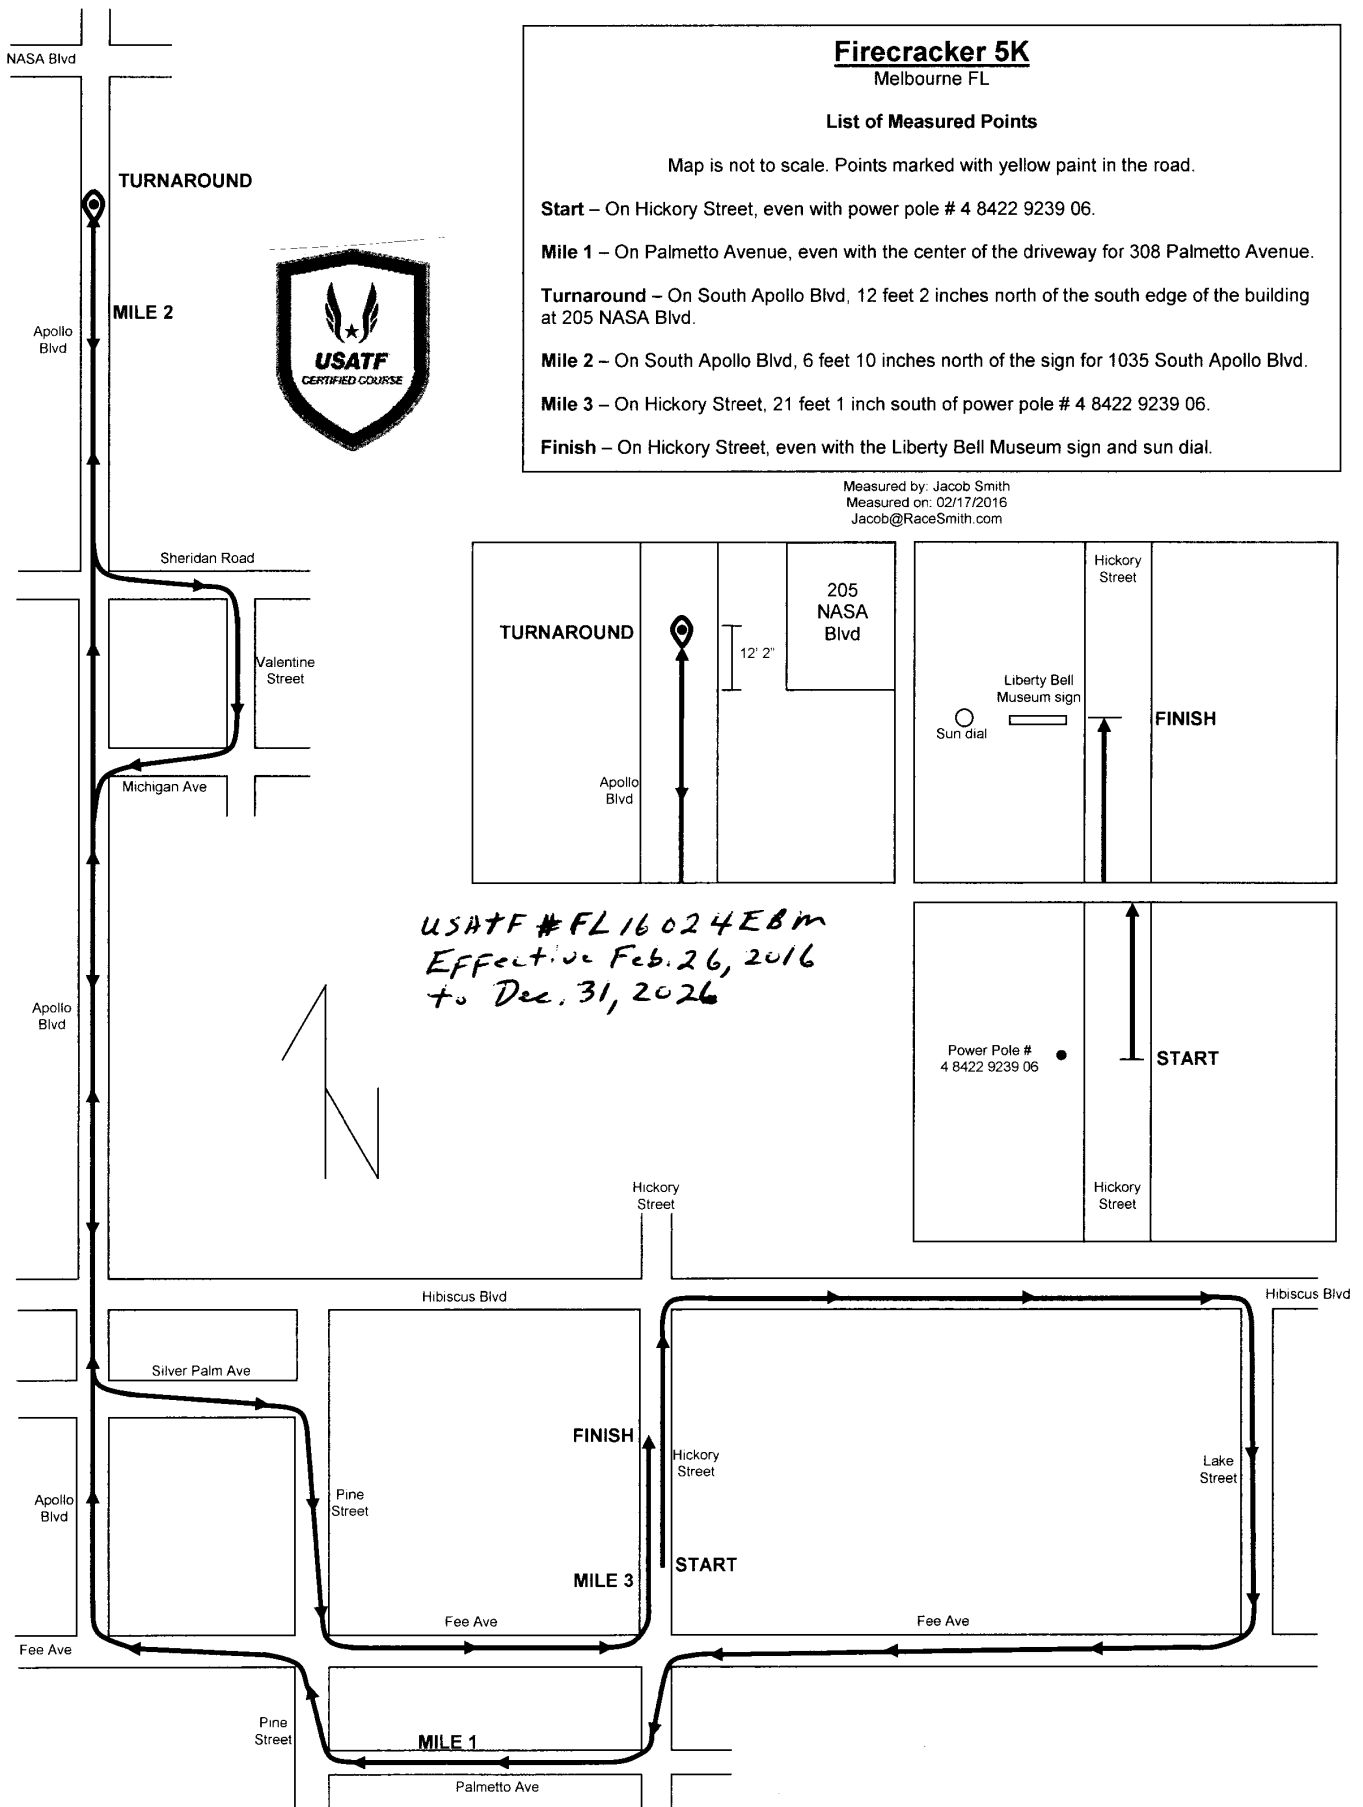 Firecracker 5K
Melbourne FL
List of Measured Points
Map is not to scale. Points marked with yellow paint in the road.
Start – On Hickory Street, even with power pole # 4 8422 9239 06.
Mile 1 – On Palmetto Avenue, even with the center of the driveway for 308 Palmetto Avenue.
Turnaround – On South Apollo Blvd, 12 feet 2 inches north of the south edge of the building
at 205 NASA Blvd.
Mile 2 – On South Apollo Blvd, 6 feet 10 inches north of the sign for 1035 South Apollo Blvd.
Mile 3 – On Hickory Street, 21 feet 1 inch south of power pole # 4 8422 9239 06.
Finish – On Hickory Street, even with the Liberty Bell Museum sign and sun dial.
Measured by: Jacob Smith
Measured on: 02/17/2016
Jacob@RaceSmith.com
NASA Blvd
TURNAROUND
MILE 2
Apollo
Blvd
USATF
CERTIFIED COURSE
Sheridan Road
Valentine
Street
Michigan Ave
TURNAROUND
205
NASA
Blvd
12' 2"
Apollo
Blvd
Hickory
Street
Liberty Bell
Museum sign
Sun dial
FINISH
USATF #FL16024EBM
Effective Feb. 26, 2016
to Dec. 31, 2026
Power Pole #
4 8422 9239 06
START
Hickory
Street
Apollo
Blvd
N
Hickory
Street
Hibiscus Blvd
Hibiscus Blvd
Silver Palm Ave
FINISH
Hickory
Street
Lake
Street
Pine
Street
Apollo
Blvd
START
MILE 3
Fee Ave
Fee Ave
Fee Ave
Pine
Street
MILE 1
Palmetto Ave